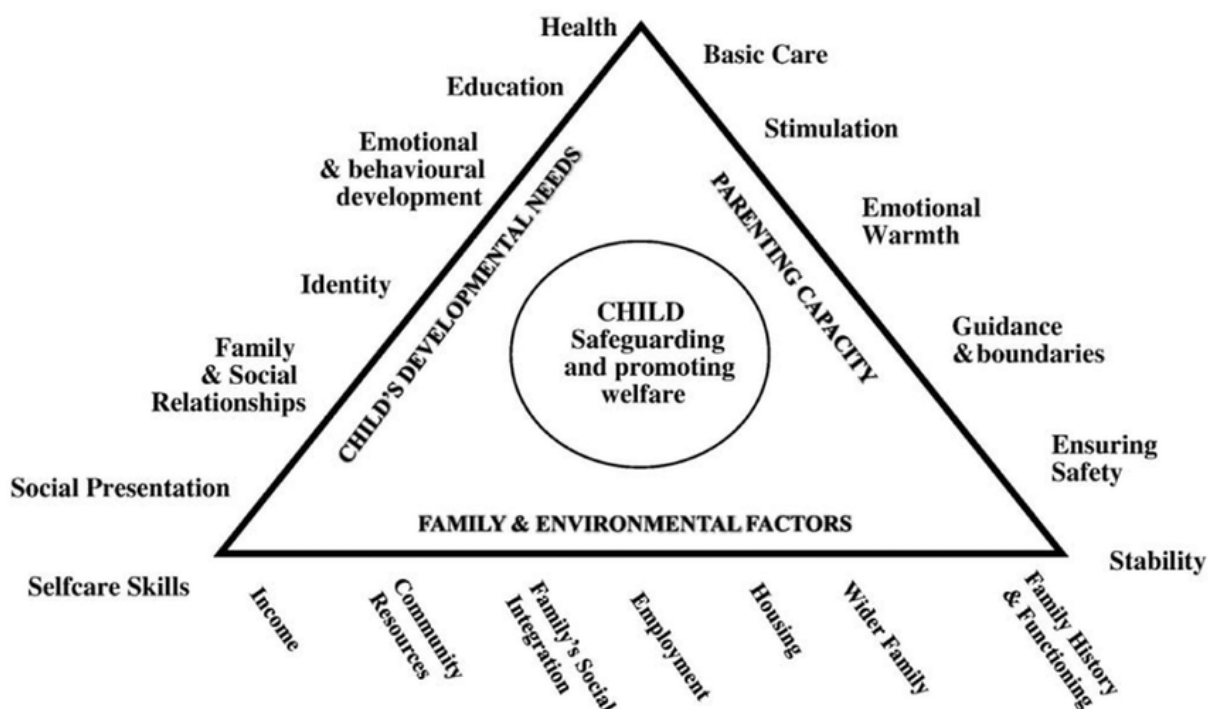 Health
Education
Emotional
& behavioural
development
Identity
Family
& Social
Relationships
Social Presentation
Selfcare Skills
CHILD'S DEVELOPMENTAL NEEDS
Basic Care
Stimulation
Emotional
Warmth
Guidance
&boundaries
Ensuring
Safety
Stability
PARENTING CAPACITY
CHILD
Safeguarding
and promoting
welfare
FAMILY & ENVIRONMENTAL FACTORS
Income
Community
Resources
Family's Social
Integration
Employment
Housing
Wider Family
Family History
& Functioning